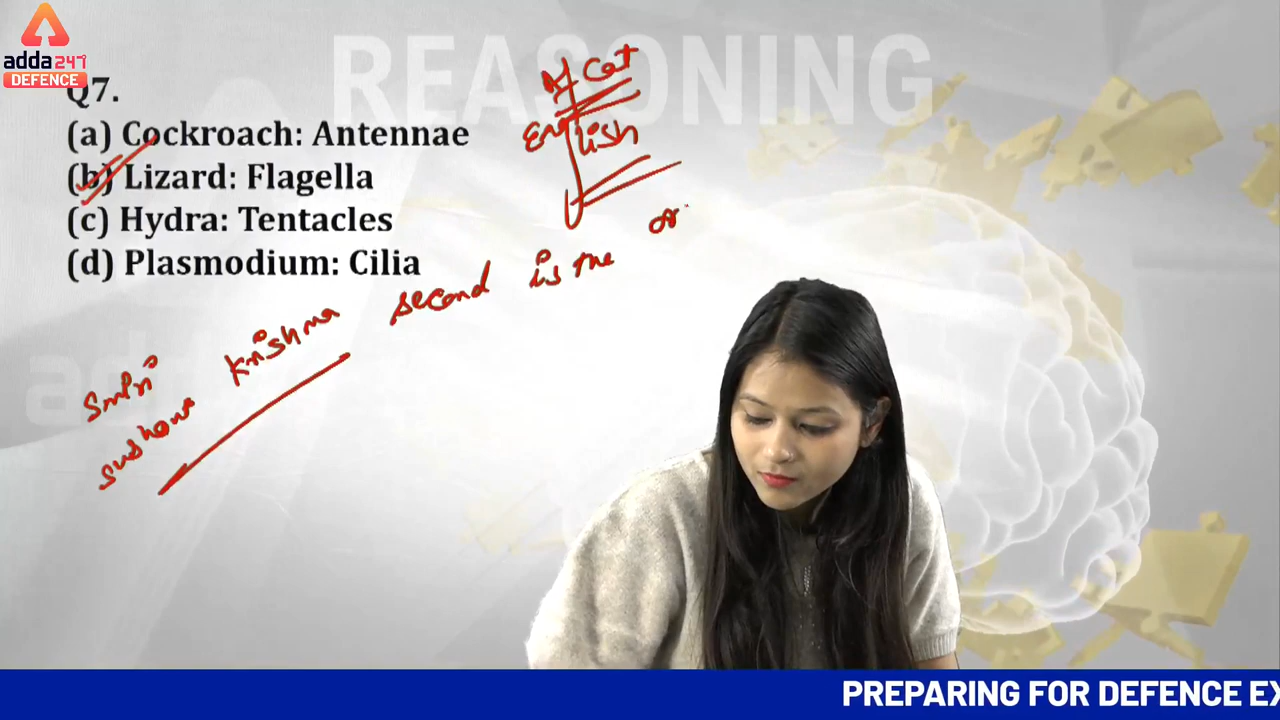 adda247
DEFENCE
REASONING
Q7.
(a) Cockroach: Antennae
(b) Lizard: Flagella
(c) Hydra: Tentacles
(d) Plasmodium: Cilia
Af Cat
English
Krishna second is the
PREPARING FOR DEFENCE EX